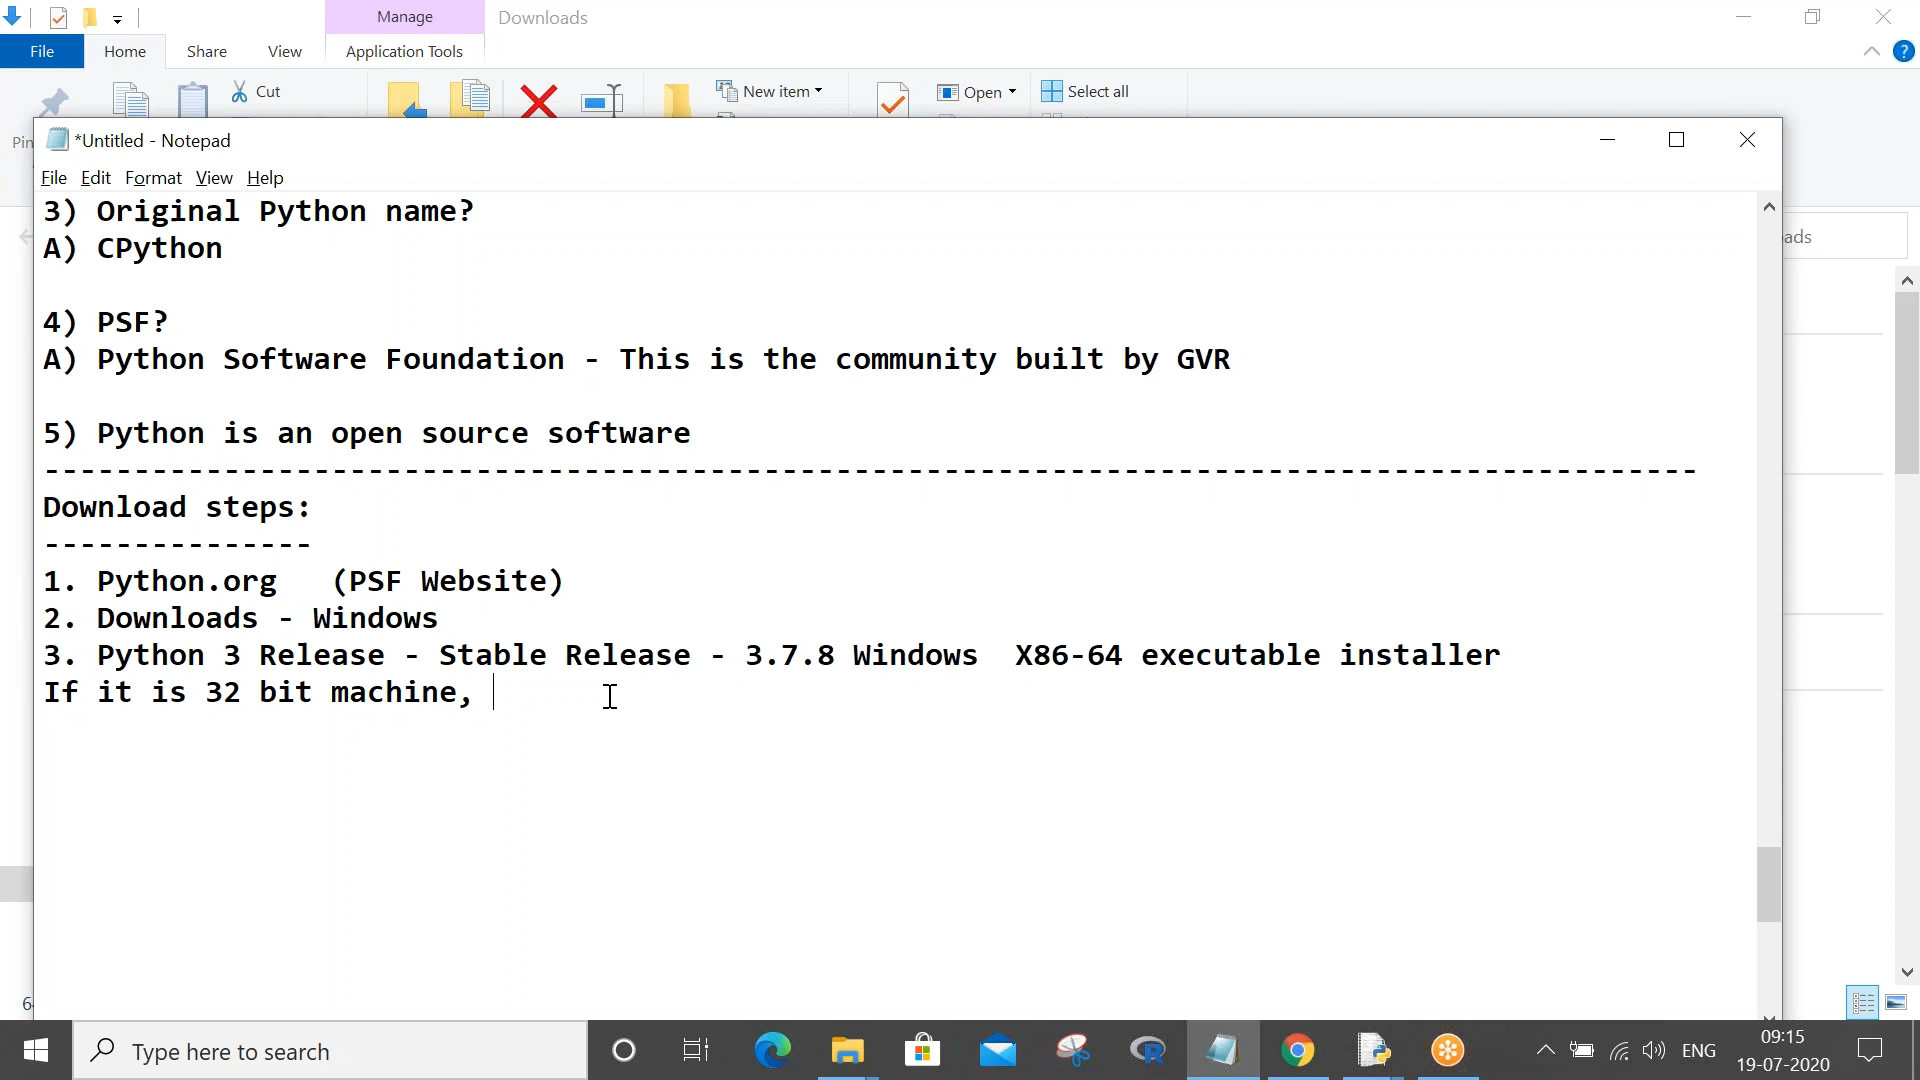 Manage
Downloads
File
Home
Share
View
Application Tools
Cut
New item
Open
Select all
*Untitled - Notepad
File Edit Format View Help
3) Original Python name?
A) CPython
4) PSF?
A) Python Software Foundation - This is the community built by GVR
5) Python is an open source software
--------------------------------------------------------------------------------------------
Download steps:
---------------
1. Python.org   (PSF Website)
2. Downloads - Windows
3. Python 3 Release - Stable Release - 3.7.8 Windows  X86-64 executable installer
If it is 32 bit machine,
Type here to search
ENG
09:15
19-07-2020